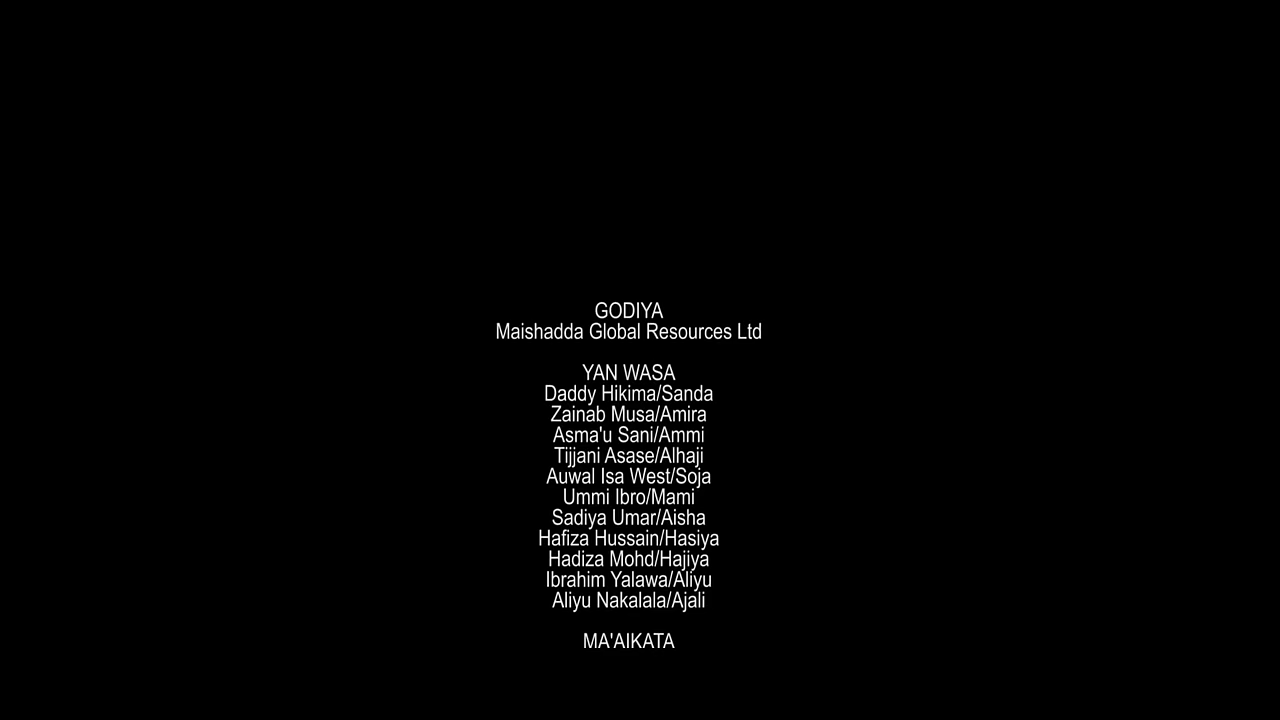 GODIYA
Maishadda Global Resources Ltd
YAN WASA
Daddy Hikima/Sanda
Zainab Musa/Amira
Asma'u Sani/Ammi
Tijjani Asase/Alhaji
Auwal Isa West/Soja
Ummi Ibro/Mami
Sadiya Umar/Aisha
Hafiza Hussain/Hasiya
Hadiza Mohd/Hajiya
Ibrahim Yalawa/Aliyu
Aliyu Nakalala/Ajali
MA'AIKATA